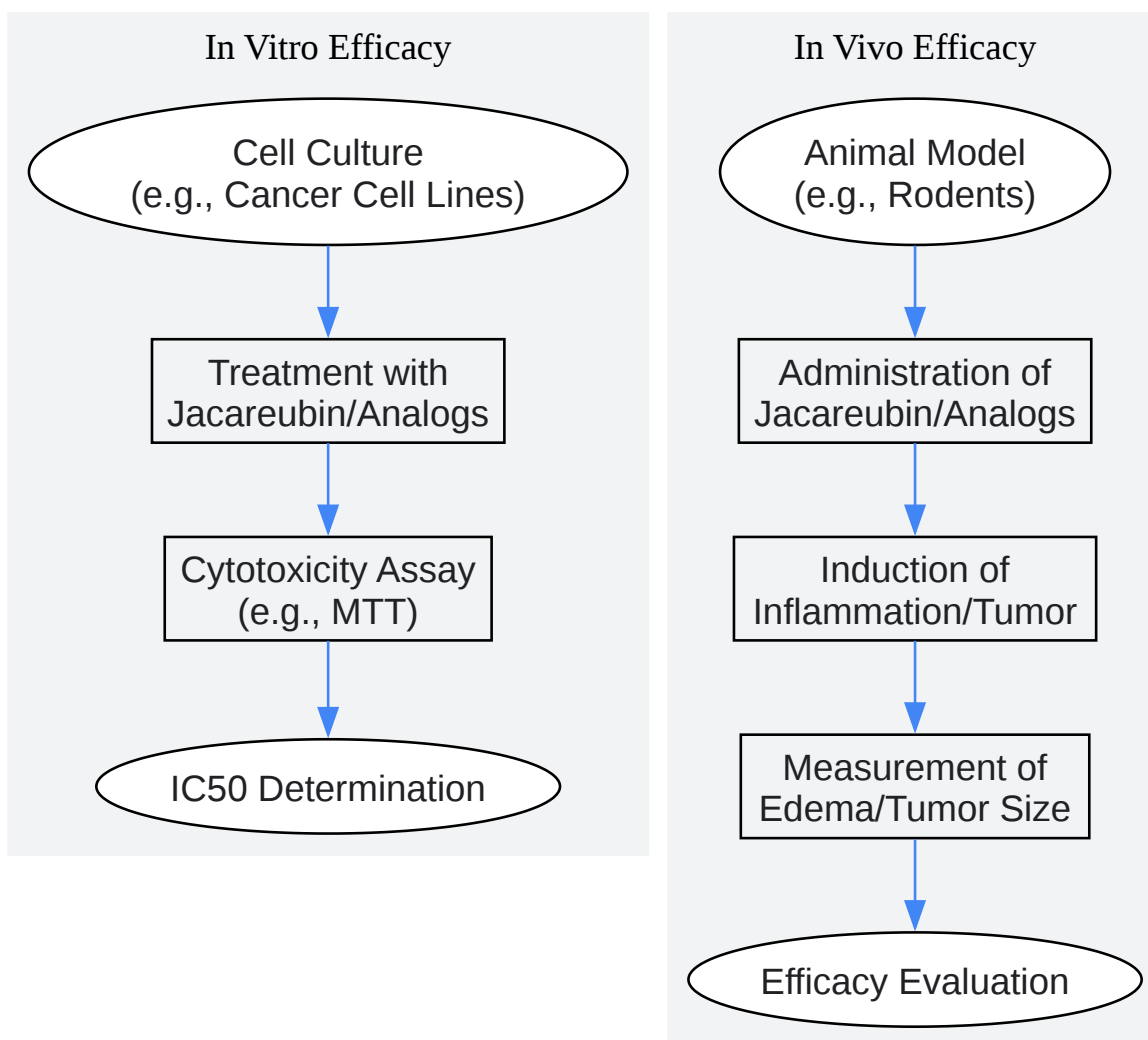 In Vitro Efficacy
Cell Culture
(e.g., Cancer Cell Lines)
Treatment with
Jacareubin/Analogs
Cytotoxicity Assay
(e.g., MTT)
IC50 Determination
In Vivo Efficacy
Animal Model
(e.g., Rodents)
Administration of
Jacareubin/Analogs
Induction of
Inflammation/Tumor
Measurement of
Edema/Tumor Size
Efficacy Evaluation